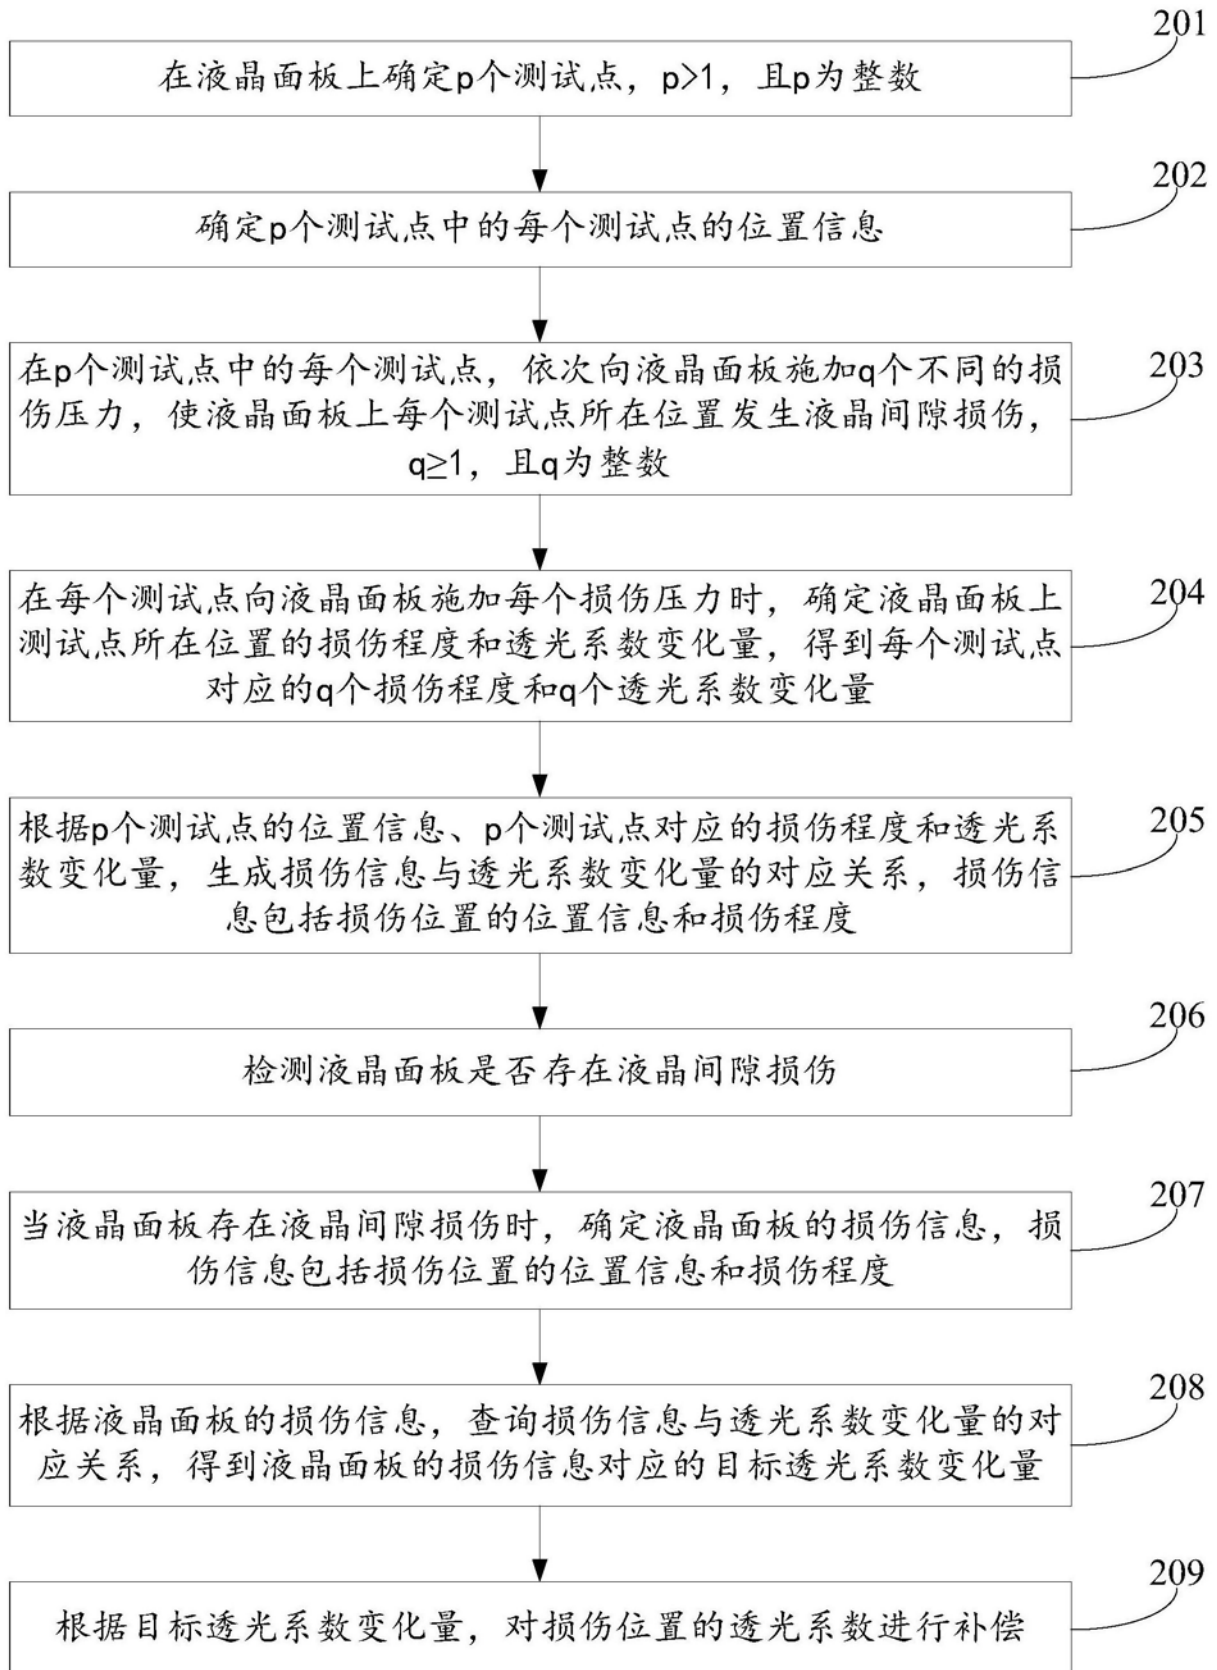 201
在液晶面板上确定p个测试点，p>1，且p为整数
202
确定p个测试点中的每个测试点的位置信息
203
在p个测试点中的每个测试点，依次向液晶面板施加q个不同的损
伤压力，使液晶面板上每个测试点所在位置发生液晶间隙损伤，
q≥1，且q为整数
204
在每个测试点向液晶面板施加每个损伤压力时，确定液晶面板上
测试点所在位置的损伤程度和透光系数变化量，得到每个测试点
对应的q个损伤程度和q个透光系数变化量
205
根据p个测试点的位置信息、p个测试点对应的损伤程度和透光系
数变化量，生成损伤信息与透光系数变化量的对应关系，损伤信
息包括损伤位置的位置信息和损伤程度
206
检测液晶面板是否存在液晶间隙损伤
207
当液晶面板存在液晶间隙损伤时，确定液晶面板的损伤信息，损
伤信息包括损伤位置的位置信息和损伤程度
208
根据液晶面板的损伤信息，查询损伤信息与透光系数变化量的对
应关系，得到液晶面板的损伤信息对应的目标透光系数变化量
209
根据目标透光系数变化量，对损伤位置的透光系数进行补偿